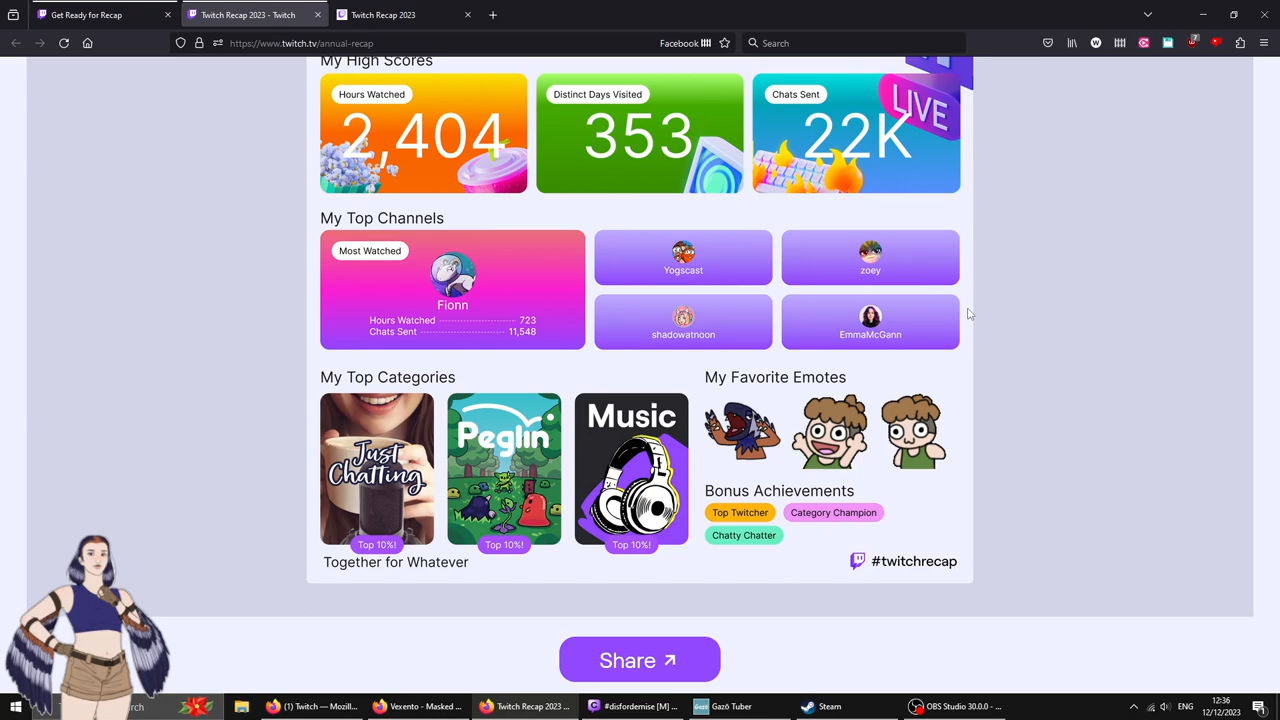 Get Ready for Recap
Twitch Recap 2023 - Twitch
Twitch Recap 2023
https://www.twitch.tv/annual-recap
Facebook
Search
7
My High Scores
Hours Watched
2,404
Distinct Days Visited
353
Chats Sent
22K
LIVE
My Top Channels
Most Watched
Fionn
Hours Watched 723
Chats Sent 11,548
Yogscast
zoey
shadowatnoon
EmmaMcGann
My Top Categories
Just
Chatting
Top 10%!
Peglin
Top 10%!
Music
Top 10%!
Together for Whatever
My Favorite Emotes
Bonus Achievements
Top Twitcher
Category Champion
Chatty Chatter
#twitchrecap
Share
(1) Twitch — Mozill...
Vexento - Masked ...
Twitch Recap 2023 ...
#disfordemise [M] ...
Gazō Tuber
Steam
OBS Studio 30.0.0 - ...
ENG
12:36
12/12/2023